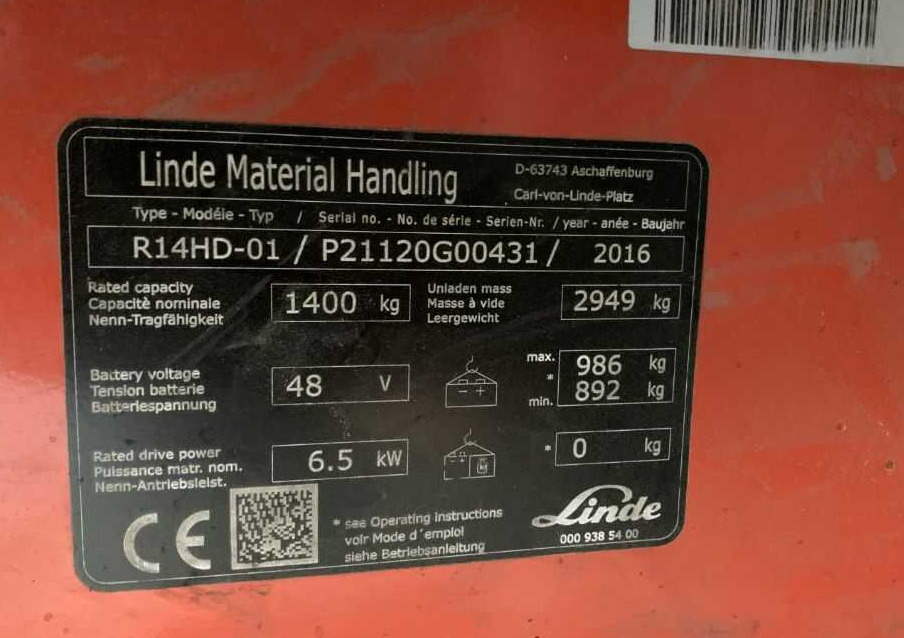 Linde Material Handling
D-63743 Aschaffenburg
Carl-von-Linde-Platz
Type - Modéle - Typ / Serial no. - No. de série - Serien-Nr. / year - anée - Baujahr
R14HD-01 / P21120G00431 / 2016
Rated capacity
Capacitè nominale
Nenn-Tragfähigkeit
1400 kg
Unladen mass
Masse à vide
Leergewicht
2949 kg
Battery voltage
Tension batterie
Batteriespannung
48 V
max. 986 kg
*
min. 892 kg
Rated drive power
Puissance matr. nom.
Nenn-Antriebsleist.
6.5 kW
* 0 kg
CE
* see Operating instructions
voir Mode d´emploi
siehe Betriebsanleitung
Linde
000 938 54 00